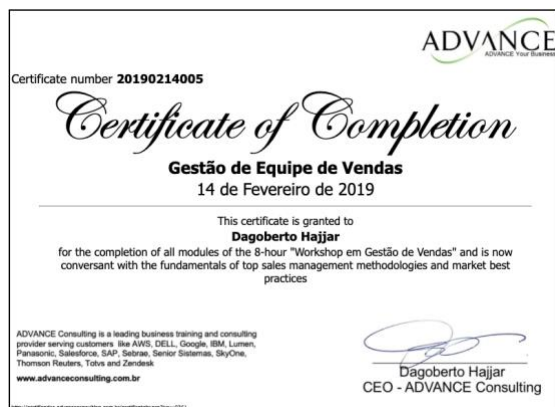 ADVANCE
ADVANCE Your Business
Certificate number 20190214005
Certificate of Completion
Gestão de Equipe de Vendas
14 de Fevereiro de 2019
This certificate is granted to
Dagoberto Hajjar
for the completion of all modules of the 8-hour "Workshop em Gestão de Vendas" and is now
conversant with the fundamentals of top sales management methodologies and market best
practices
ADVANCE Consulting is a leading business training and consulting
provider serving customers like AWS, DELL, Google, IBM, Lumen,
Panasonic, Salesforce, SAP, Sebrae, Senior Sistemas, SkyOne,
Thomson Reuters, Totvs and Zendesk
www.advanceconsulting.com.br
Dagoberto Hajjar
CEO - ADVANCE Consulting